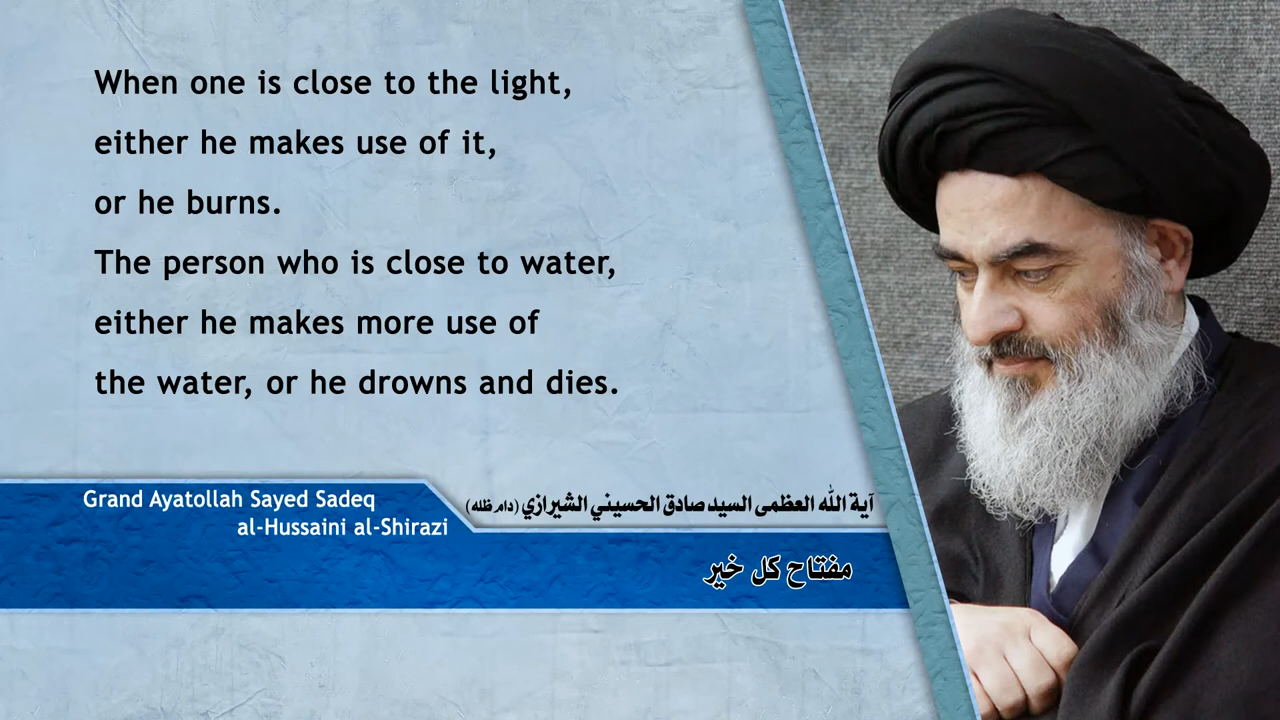 When one is close to the light,
either he makes use of it,
or he burns.
The person who is close to water,
either he makes more use of
the water, or he drowns and dies.
Grand Ayatollah Sayed Sadeq
al-Hussaini al-Shirazi
آية الله العظمى السيد صادق الحسيني الشيرازي (دام ظله)
مفتاح كل خير